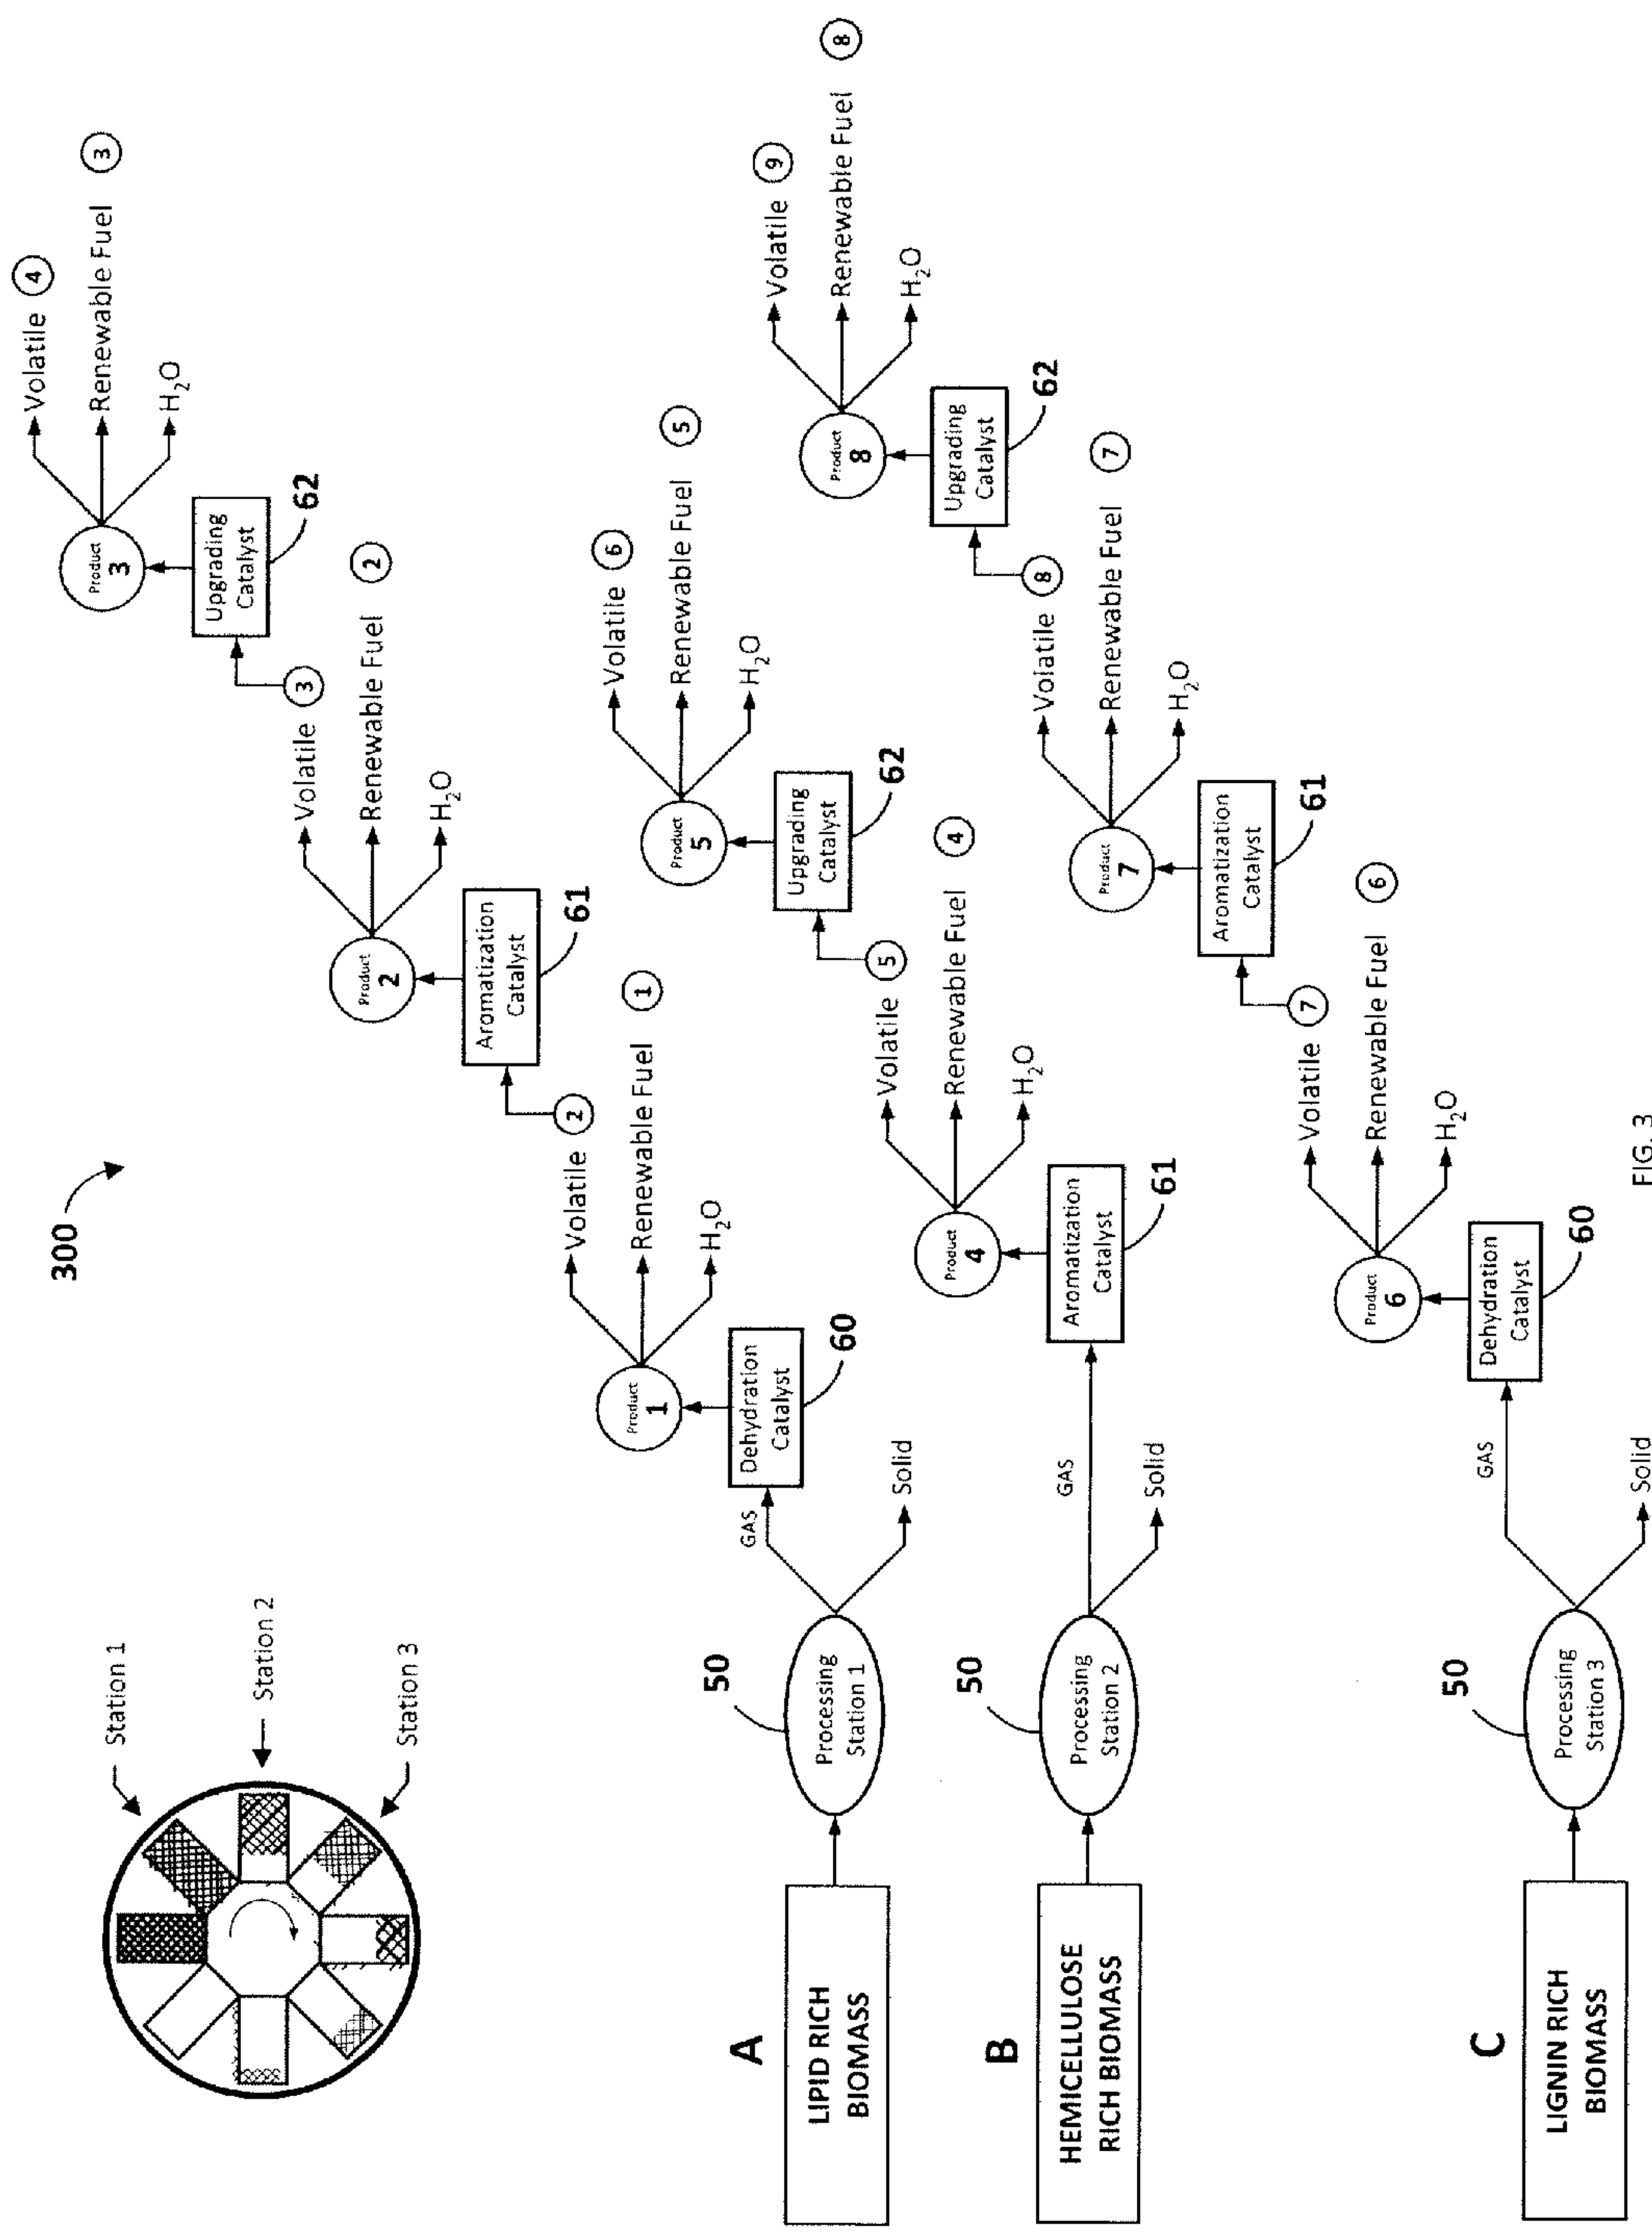 300
Station 1
Station 2
Station 3
A
LIPID RICH
BIOMASS
50
Processing
Station 1
GAS
Solid
Dehydration
Catalyst
60
Product
1
Volatile 2
Renewable Fuel 1
H₂O
Aromatization
Catalyst
61
Product
2
Volatile 3
Renewable Fuel 2
H₂O
Upgrading
Catalyst
62
Product
3
Volatile 4
Renewable Fuel 3
H₂O
B
HEMICELLULOSE
RICH BIOMASS
50
Processing
Station 2
GAS
Solid
Aromatization
Catalyst
61
Product
4
Volatile 5
Renewable Fuel 4
H₂O
Upgrading
Catalyst
62
Product
5
Volatile 6
Renewable Fuel 5
H₂O
C
LIGNIN RICH
BIOMASS
50
Processing
Station 3
GAS
Solid
Dehydration
Catalyst
60
Product
6
Volatile 7
Renewable Fuel 6
H₂O
Aromatization
Catalyst
61
Product
7
Volatile 8
Renewable Fuel 7
H₂O
Upgrading
Catalyst
62
Product
8
Volatile 9
Renewable Fuel 8
H₂O
FIG. 3